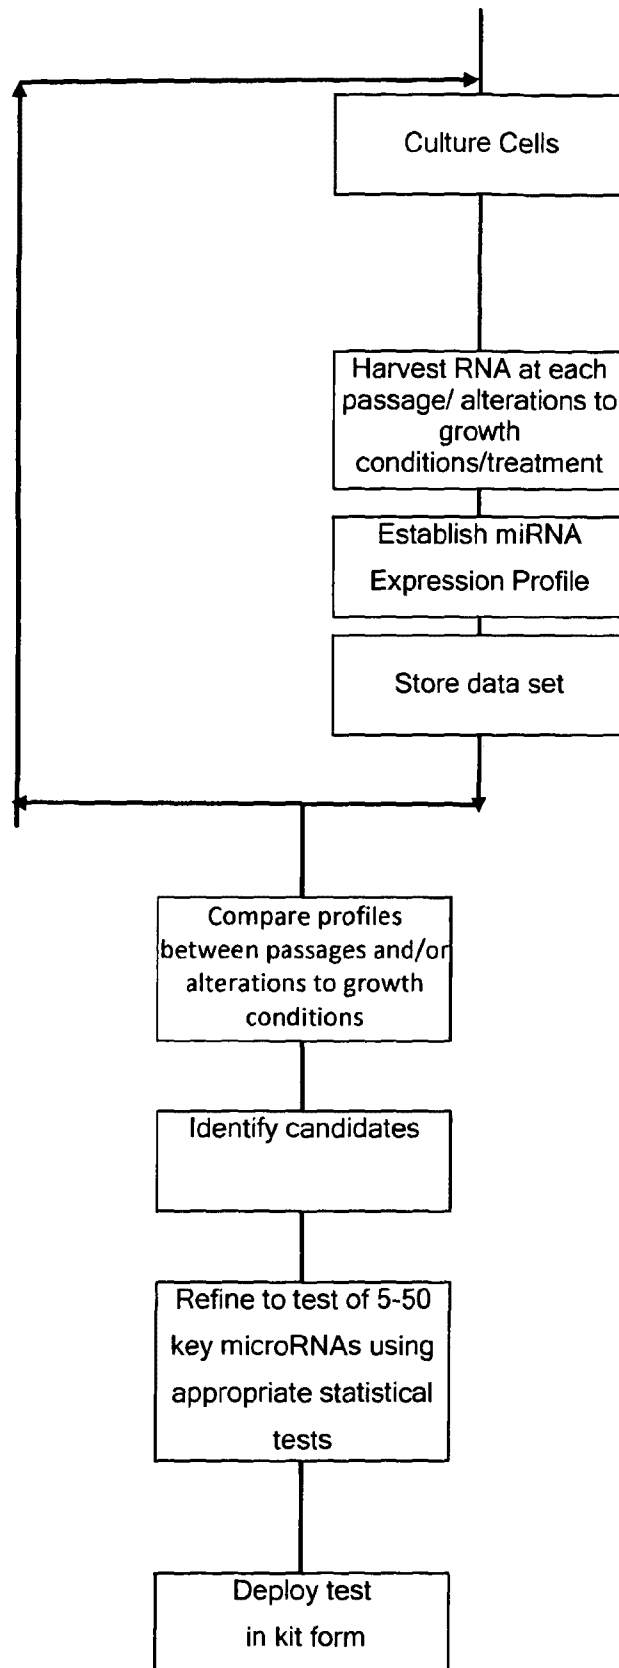 Culture Cells
Harvest RNA at each
passage/ alterations to
growth
conditions/treatment
Establish miRNA
Expression Profile
Store data set
Compare profiles
between passages and/or
alterations to growth
conditions
Identify candidates
Refine to test of 5-50
key microRNAs using
appropriate statistical
tests
Deploy test
in kit form